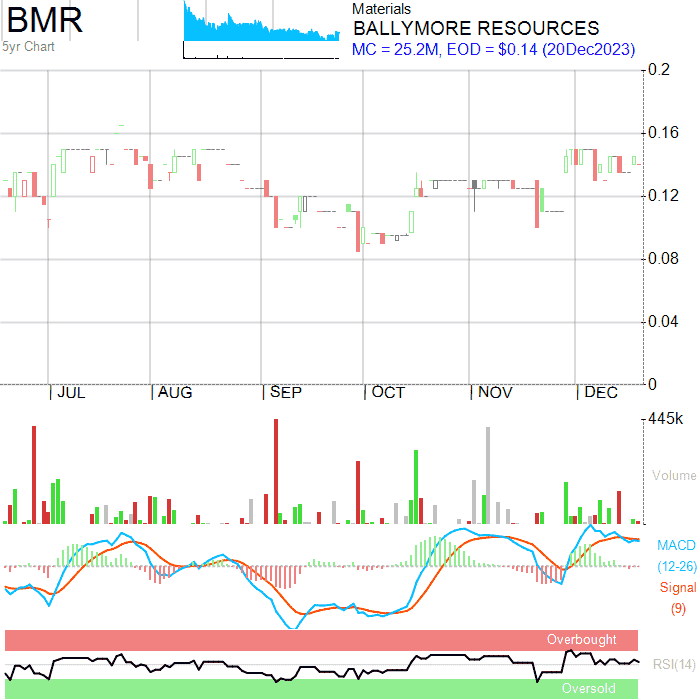 BMR
5yr Chart
Materials
BALLYMORE RESOURCES
MC = 25.2M, EOD = $0.14 (20Dec2023)
0.2
0.16
0.12
0.08
0.04
0
JUL AUG SEP OCT NOV DEC
445k
Volume
MACD
(12-26)
Signal
(9)
Overbought
RSI(14)
Oversold